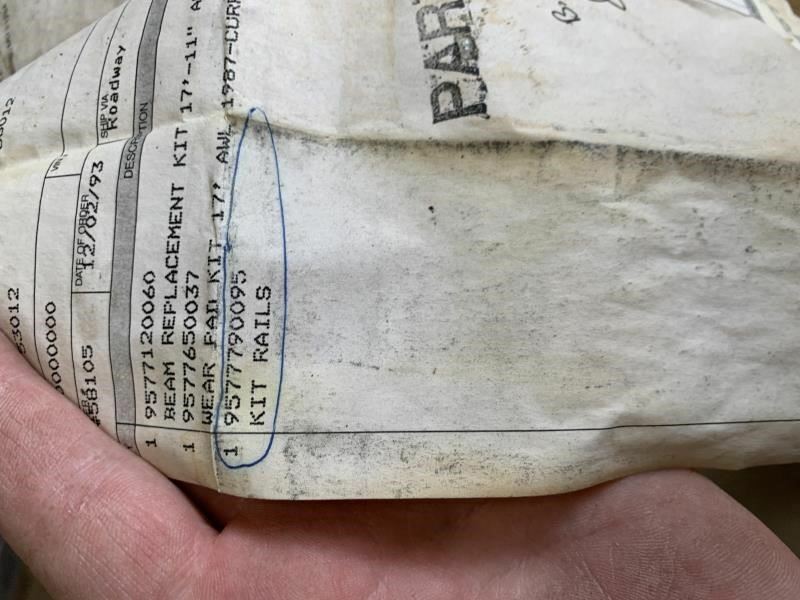 PAR
SHIP VIA
Roadway
DATE OF ORDER
12/02/93
53012
0000000
58105
DESCRIPTION
1 9577120060
BEAM REPLACEMENT KIT 17'-11" A
1 9577650037
WEAR PAD KIT 17' AWL 1987-CURR
1 9577790095
KIT RAILS